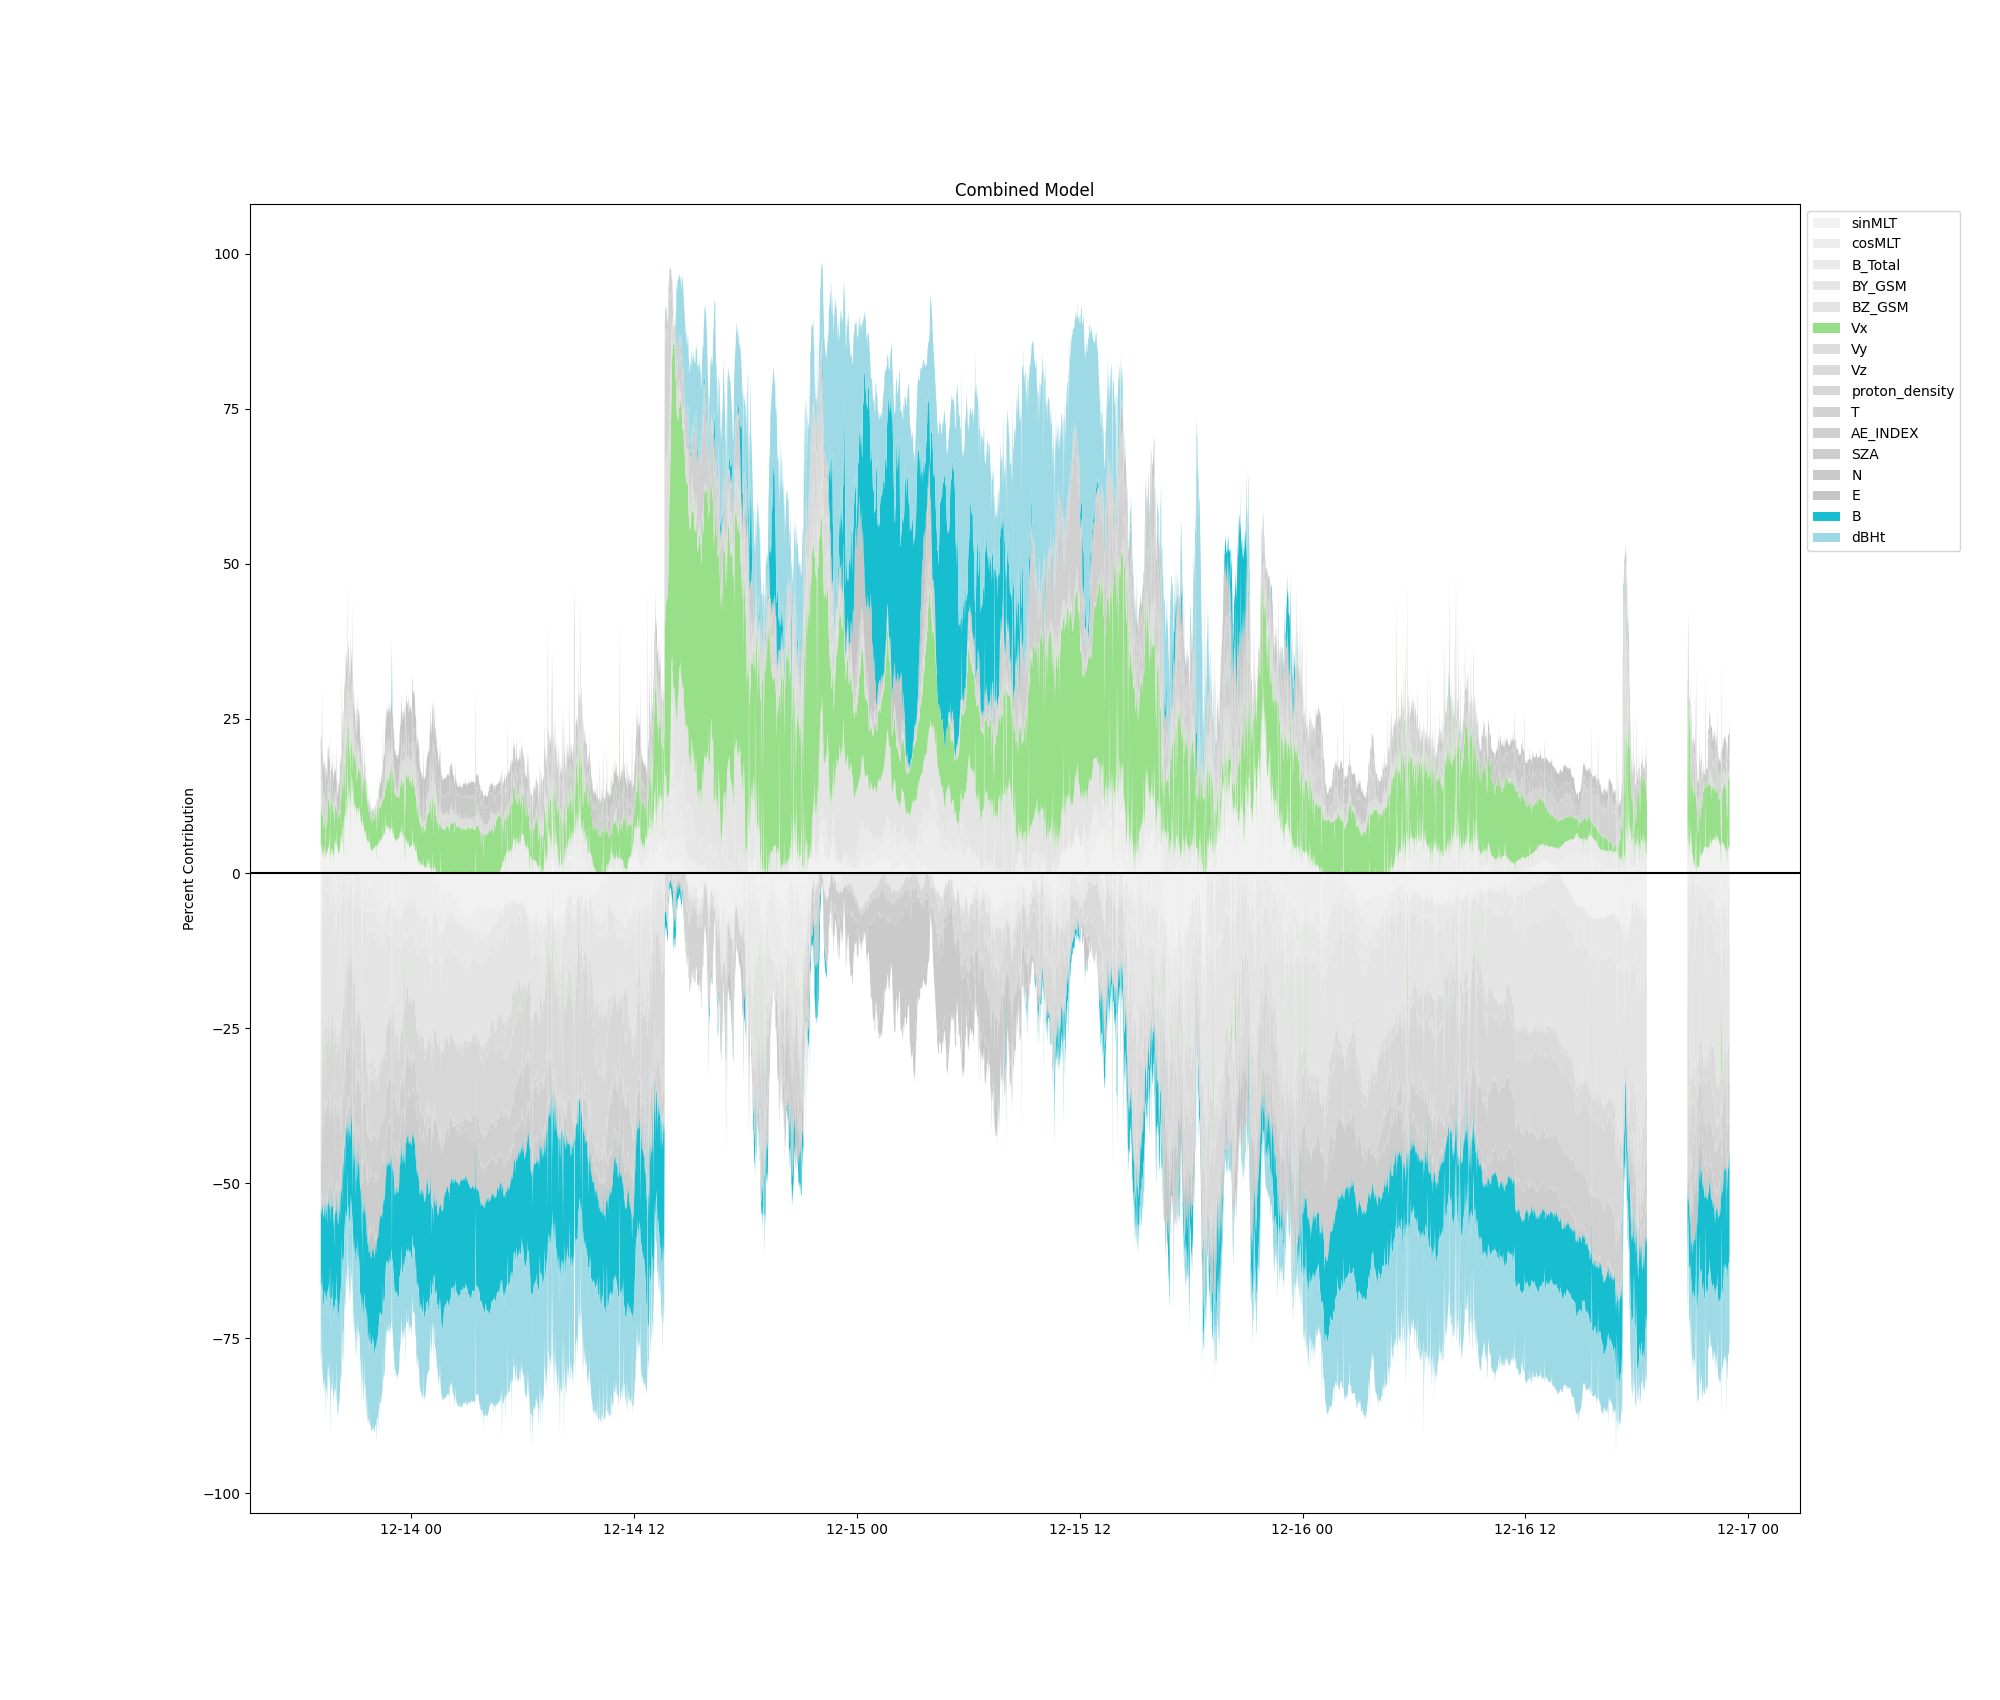 Combined Model
100
75
50
25
0
−25
−50
−75
−100
Percent Contribution
12-14 00
12-14 12
12-15 00
12-15 12
12-16 00
12-16 12
12-17 00
sinMLT
cosMLT
B_Total
BY_GSM
BZ_GSM
Vx
Vy
Vz
proton_density
T
AE_INDEX
SZA
N
E
B
dBHt